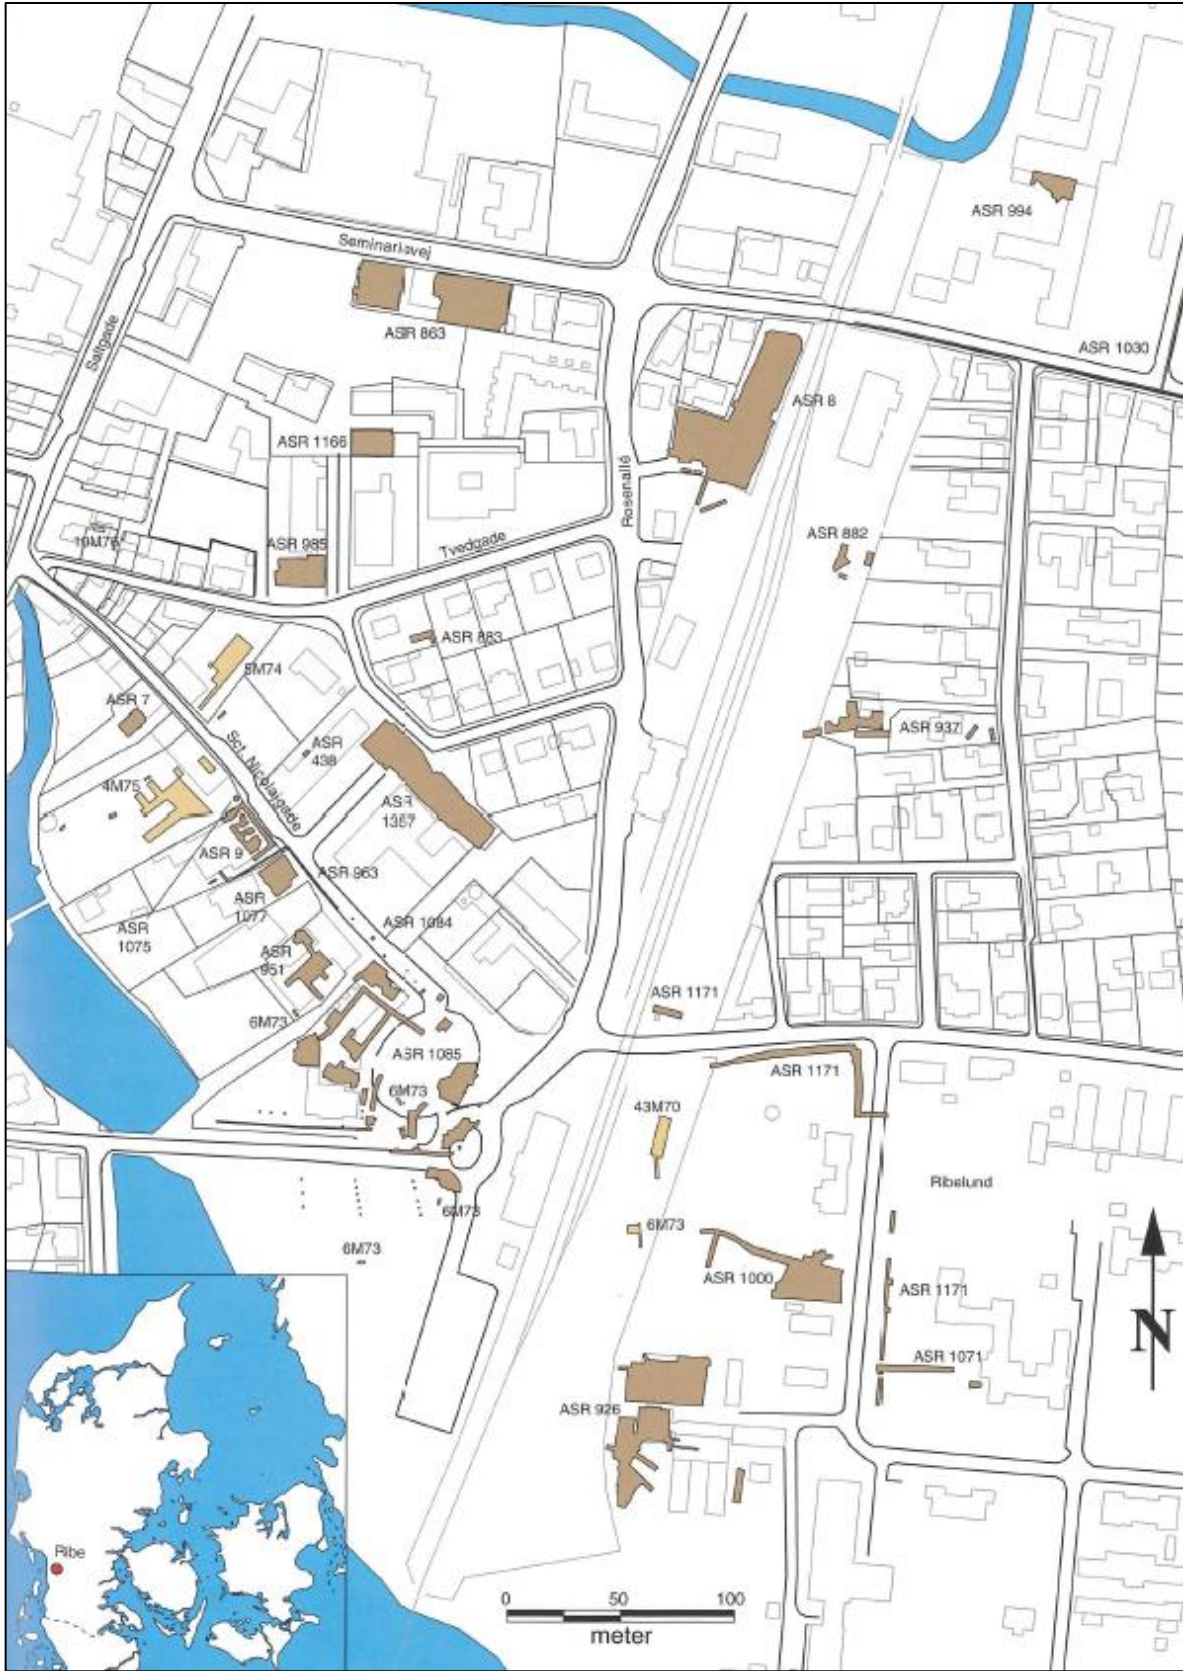 ASR 994
Seminarievej
Saltgade
ASR 863
ASR 1030
ASR 8
ASR 1166
Rosenallé
10M76
ASR 985
Tvedgade
ASR 882
ASR 883
5M74
ASR 7
Sct. Nicolajgade
ASR
438
ASR 937
4M75
ASR
1357
ASR 9
ASR 963
ASR
1077
ASR
1075
ASR 1084
ASR
951
ASR 1171
6M73
ASR 1085
ASR 1171
6M73
43M70
Ribelund
6M73
6M73
6M73
ASR 1000
ASR 1171
N
ASR 1071
ASR 926
Ribe
0 50 100
meter